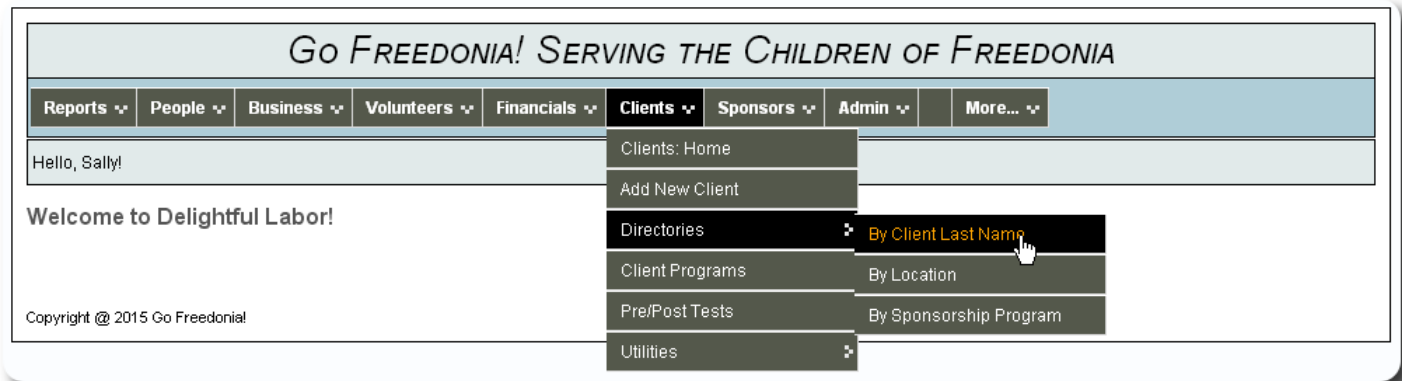 Go Freedonia! Serving the Children of Freedonia
Reports People Business Volunteers Financials Clients Sponsors Admin More...
Hello, Sally!
Welcome to Delightful Labor!
Copyright @ 2015 Go Freedonia!
Clients: Home
Add New Client
Directories
Client Programs
Pre/Post Tests
Utilities
By Client Last Name
By Location
By Sponsorship Program